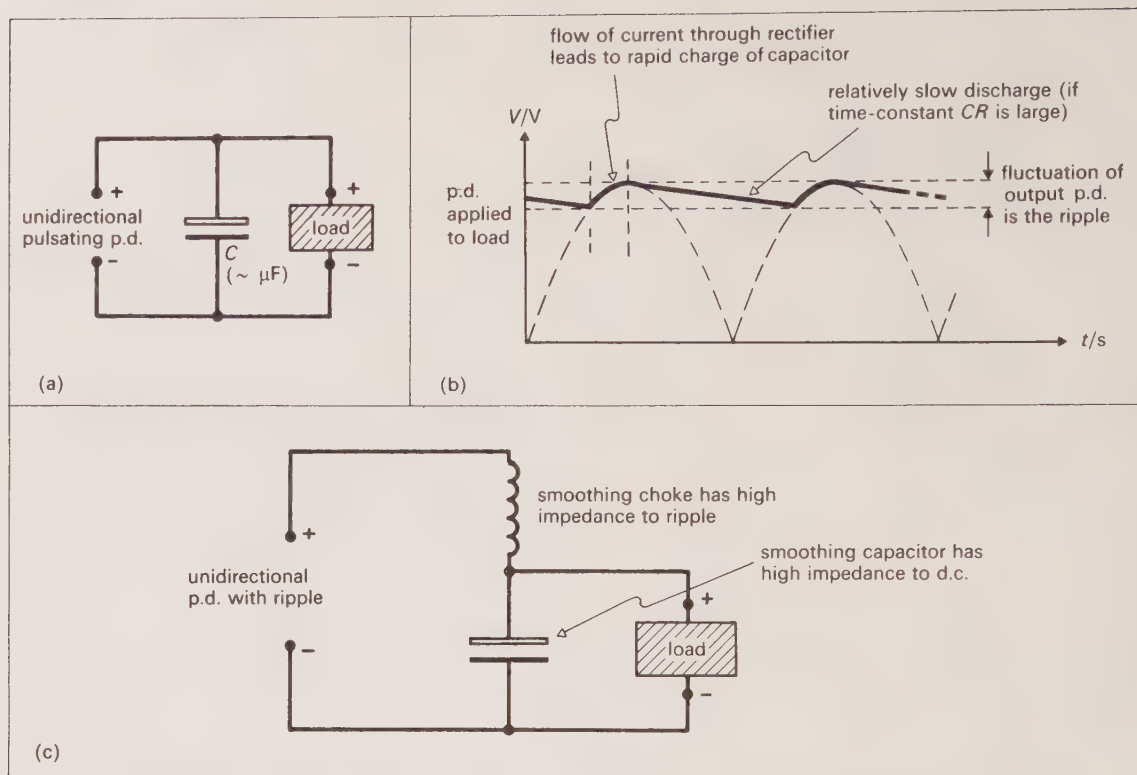 +
unidirectional
pulsating p.d.
-
C
(~ μF)
+
load
-
(a)
flow of current through rectifier
leads to rapid charge of capacitor
relatively slow discharge (if
time-constant CR is large)
V/V
p.d.
applied
to load
fluctuation of
output p.d.
is the ripple
t/s
(b)
smoothing choke has high
impedance to ripple
+
unidirectional
p.d. with ripple
-
smoothing capacitor has
high impedance to d.c.
+
load
-
(c)